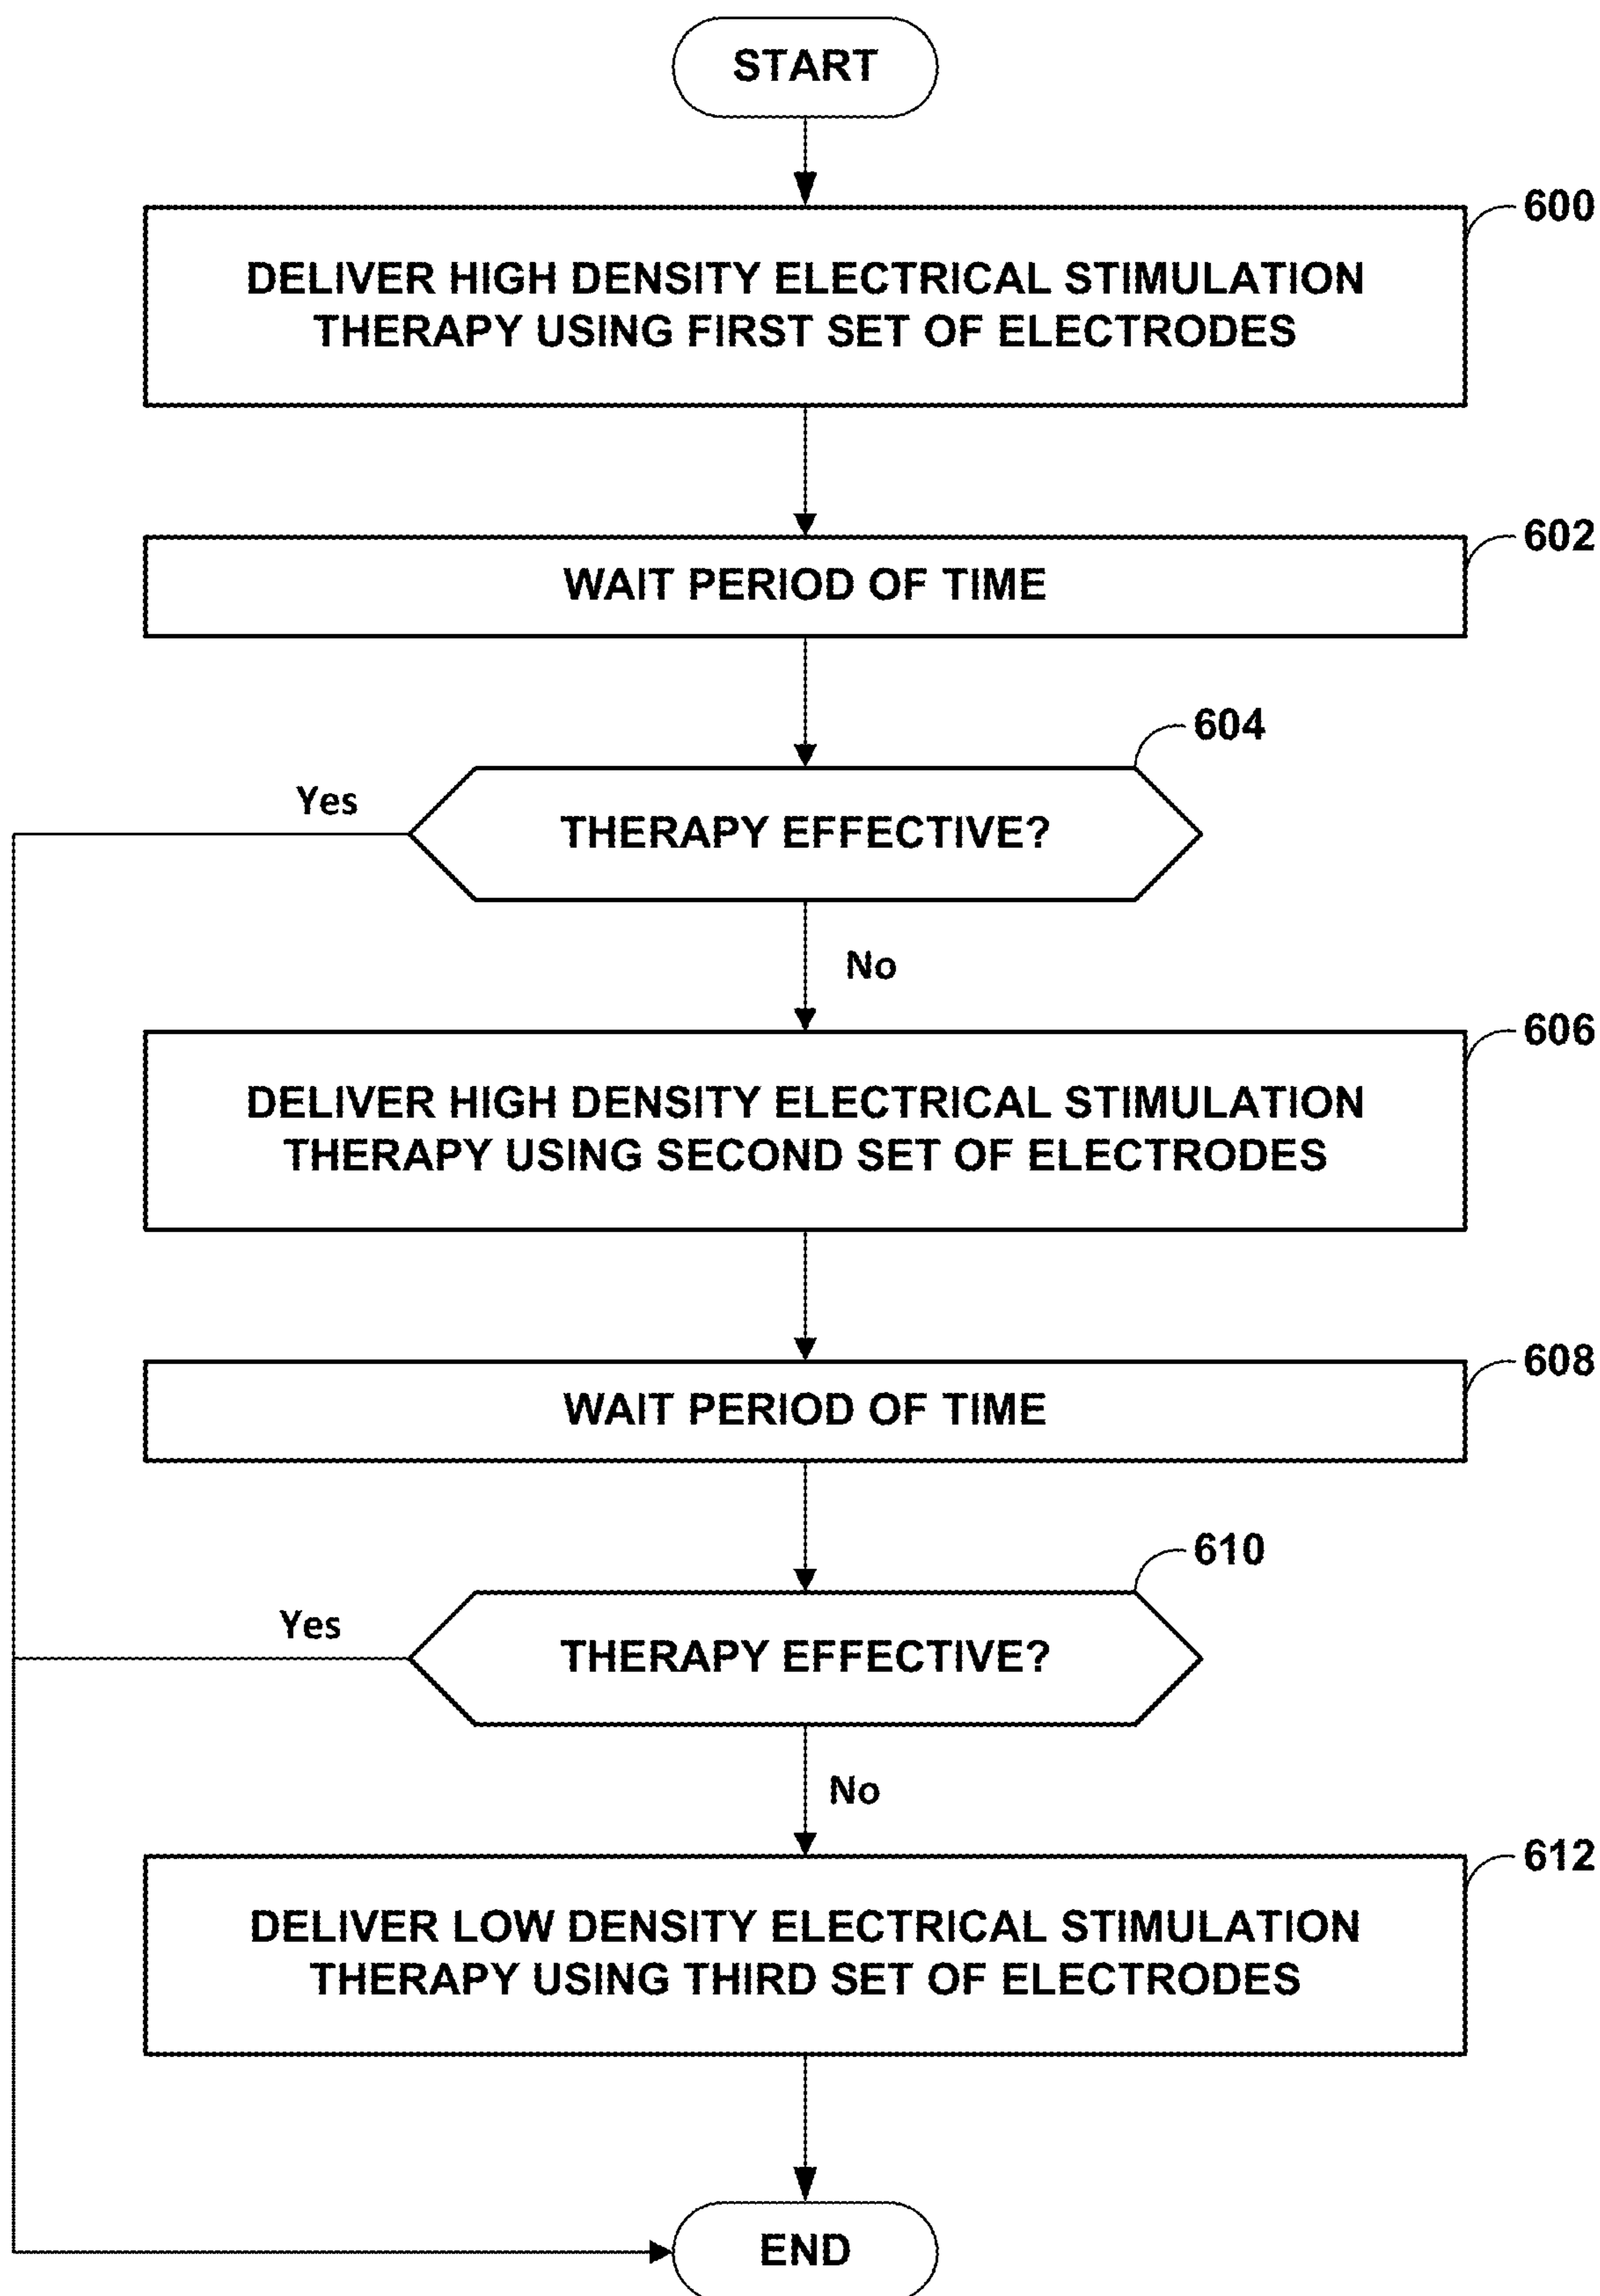 START
600
DELIVER HIGH DENSITY ELECTRICAL STIMULATION
THERAPY USING FIRST SET OF ELECTRODES
602
WAIT PERIOD OF TIME
604
Yes
THERAPY EFFECTIVE?
No
606
DELIVER HIGH DENSITY ELECTRICAL STIMULATION
THERAPY USING SECOND SET OF ELECTRODES
608
WAIT PERIOD OF TIME
610
Yes
THERAPY EFFECTIVE?
No
612
DELIVER LOW DENSITY ELECTRICAL STIMULATION
THERAPY USING THIRD SET OF ELECTRODES
END